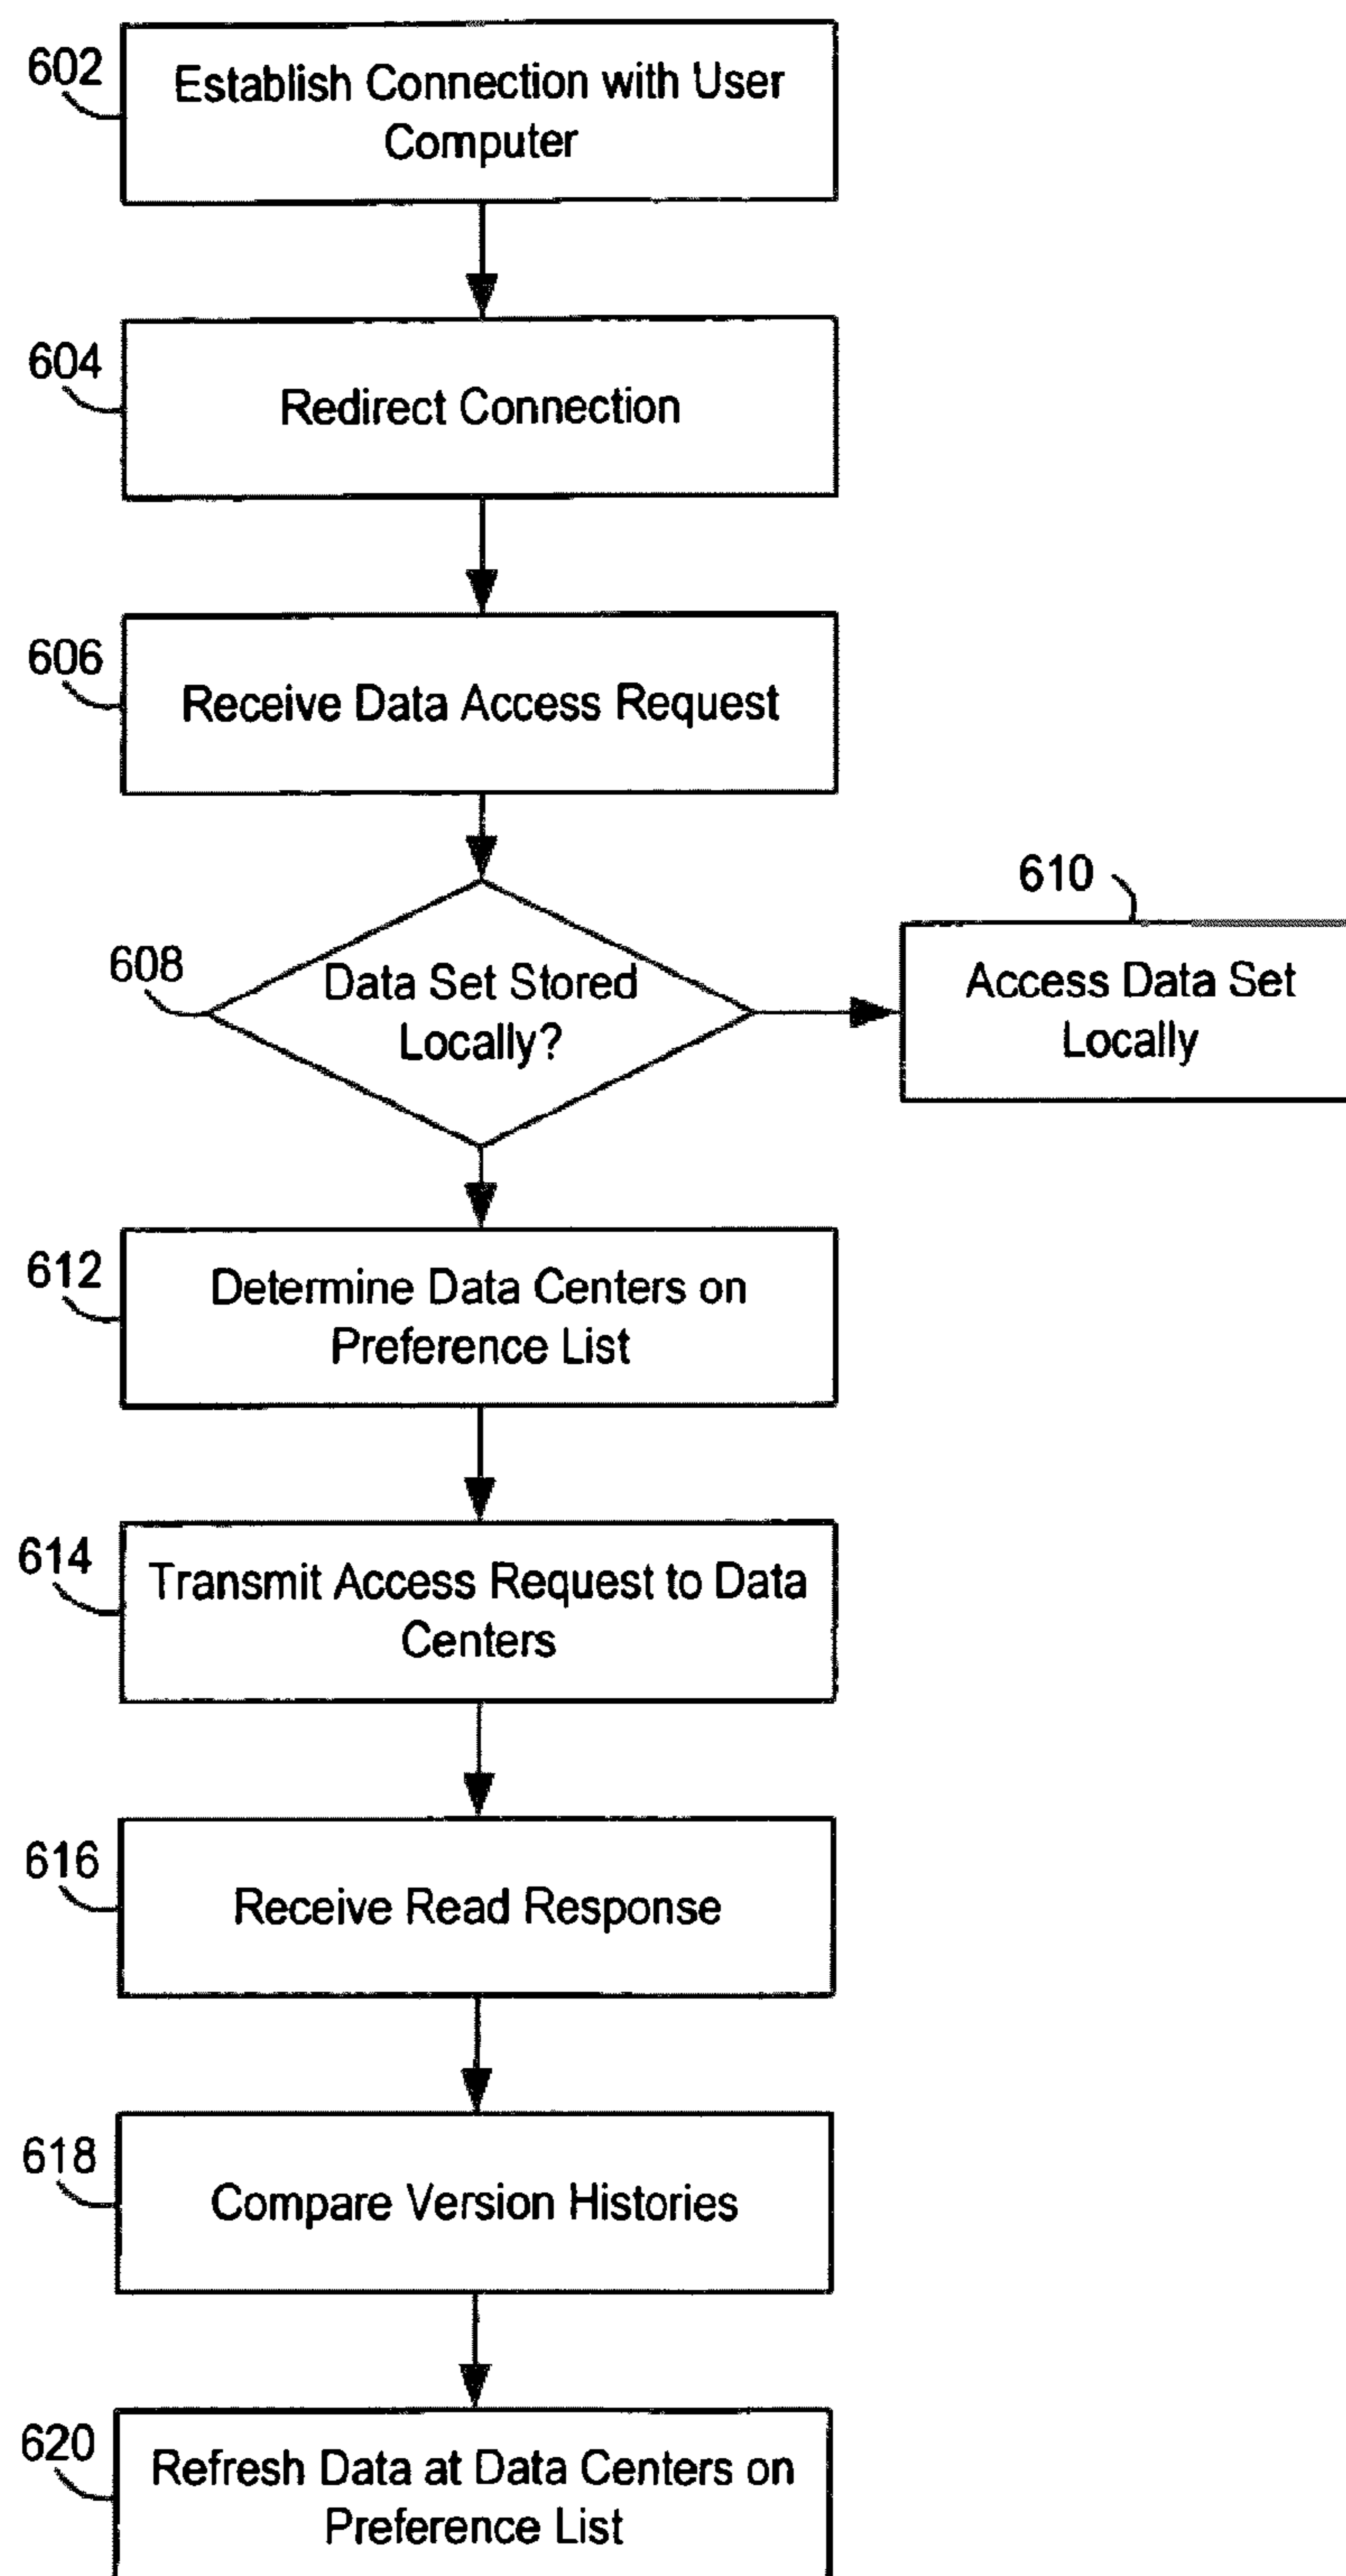 602
Establish Connection with User
Computer
604
Redirect Connection
606
Receive Data Access Request
608
Data Set Stored
Locally?
610
Access Data Set
Locally
612
Determine Data Centers on
Preference List
614
Transmit Access Request to Data
Centers
616
Receive Read Response
618
Compare Version Histories
620
Refresh Data at Data Centers on
Preference List